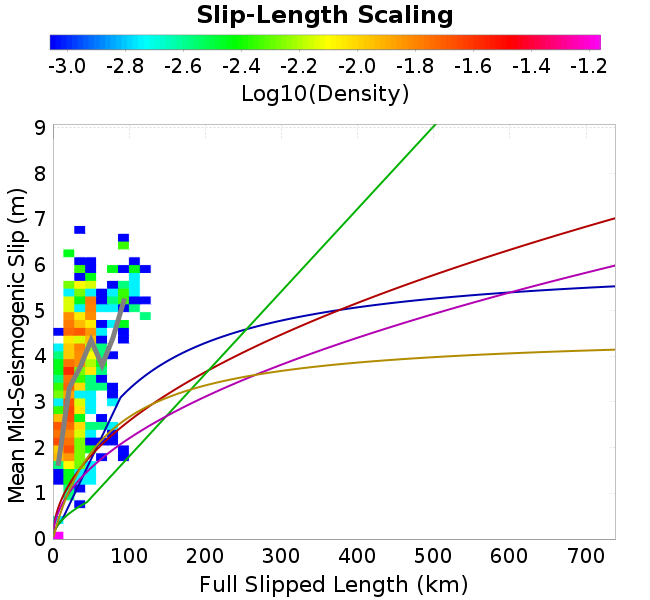 Slip-Length Scaling
-3.0 -2.8 -2.6 -2.4 -2.2 -2.0 -1.8 -1.6 -1.4 -1.2
Log10(Density)
Mean Mid-Seismogenic Slip (m)
9
8
7
6
5
4
3
2
1
0
0 100 200 300 400 500 600 700
Full Slipped Length (km)